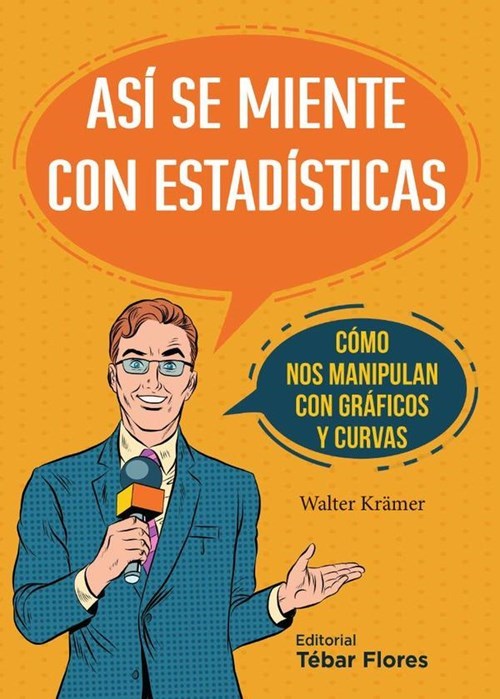 ASÍ SE MIENTE
CON ESTADÍSTICAS
CÓMO
NOS MANIPULAN
CON GRÁFICOS
Y CURVAS
Walter Krämer
Editorial
Tébar Flores